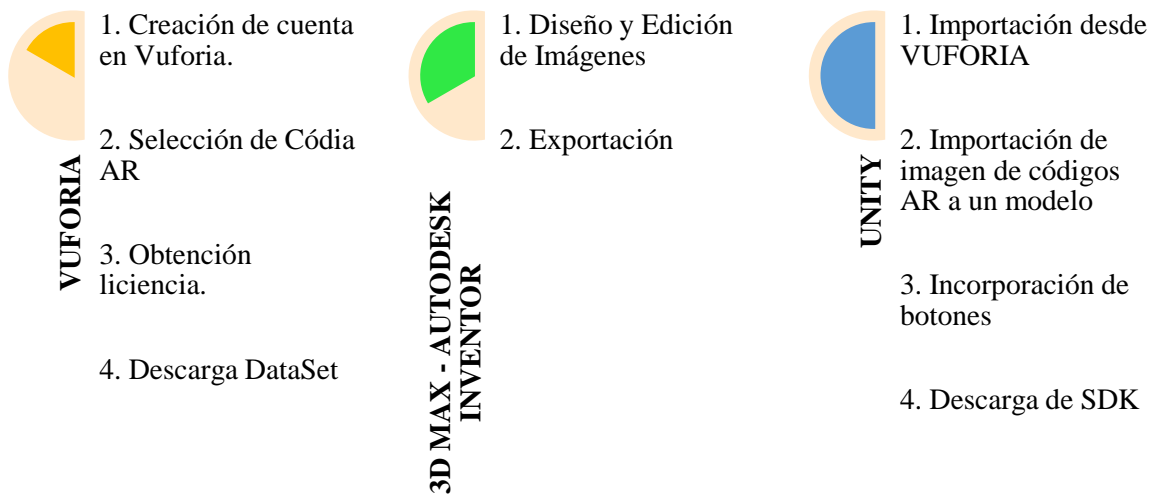 VUFORIA
1. Creación de cuenta
en Vuforia.
2. Selección de Códia
AR
3. Obtención
liciencia.
4. Descarga DataSet
3D MAX - AUTODESK
INVENTOR
1. Diseño y Edición
de Imágenes
2. Exportación
UNITY
1. Importación desde
VUFORIA
2. Importación de
imagen de códigos
AR a un modelo
3. Incorporación de
botones
4. Descarga de SDK